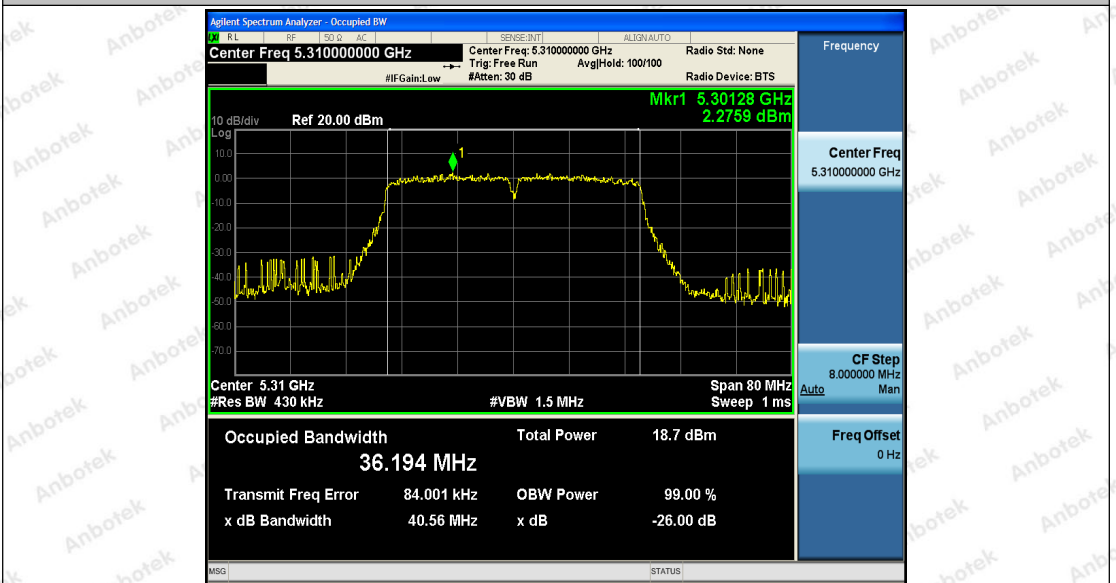 Agilent Spectrum Analyzer - Occupied BW
LXI RL RF 50 Ω AC SENSE:INT ALIGN AUTO
Center Freq 5.310000000 GHz
Center Freq: 5.310000000 GHz
Radio Std: None
Trig: Free Run Avg|Hold: 100/100
#IFGain:Low #Atten: 30 dB Radio Device: BTS
Mkr1 5.30128 GHz
2.2759 dBm
10 dB/div Ref 20.00 dBm
Log
10.0
0.00
-10.0
-20.0
-30.0
-40.0
-50.0
-60.0
-70.0
1
Center 5.31 GHz Span 80 MHz
#Res BW 430 kHz #VBW 1.5 MHz Sweep 1 ms
Occupied Bandwidth Total Power 18.7 dBm
36.194 MHz
Transmit Freq Error 84.001 kHz OBW Power 99.00 %
x dB Bandwidth 40.56 MHz x dB -26.00 dB
MSG STATUS
Frequency
Center Freq
5.310000000 GHz
CF Step
8.000000 MHz
Auto Man
Freq Offset
0 Hz
Anbotek